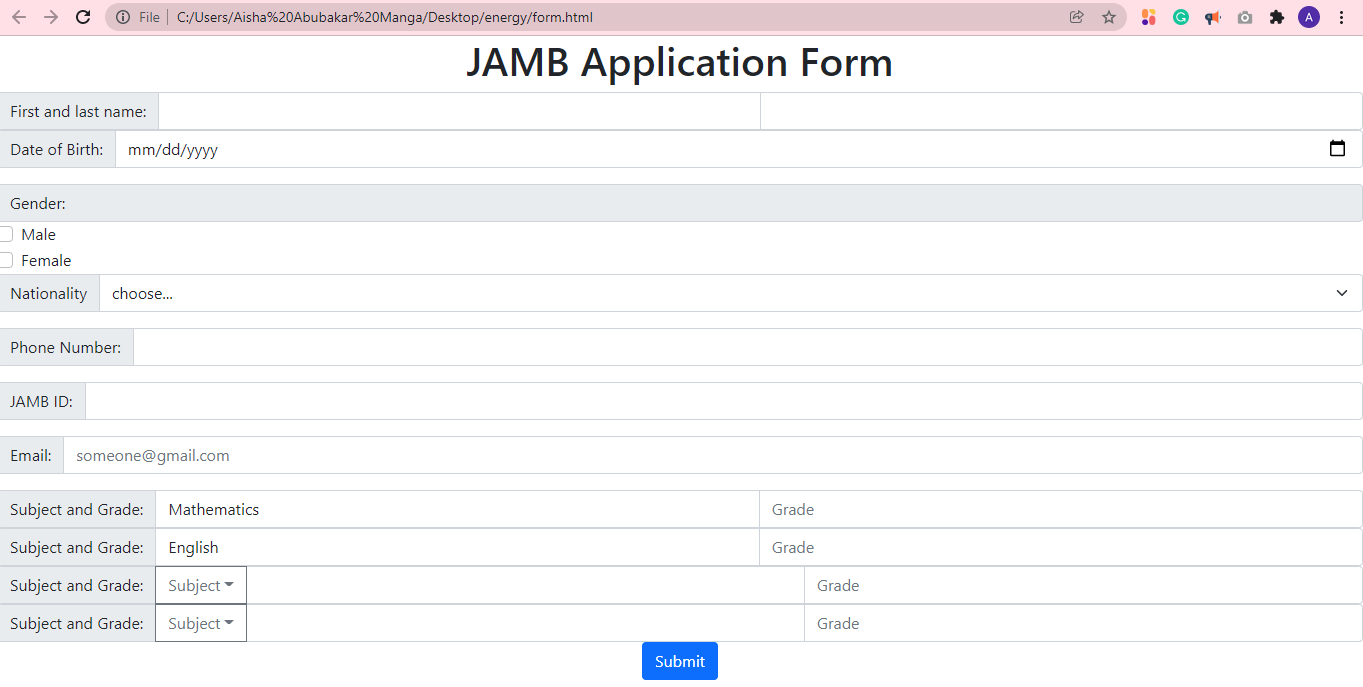 File C:/Users/Aisha%20Abubakar%20Manga/Desktop/energy/form.html A
JAMB Application Form
First and last name:
Date of Birth: mm/dd/yyyy
Gender:
Male
Female
Nationality choose...
Phone Number:
JAMB ID:
Email: someone@gmail.com
Subject and Grade: Mathematics Grade
Subject and Grade: English Grade
Subject and Grade: Subject Grade
Subject and Grade: Subject Grade
Submit